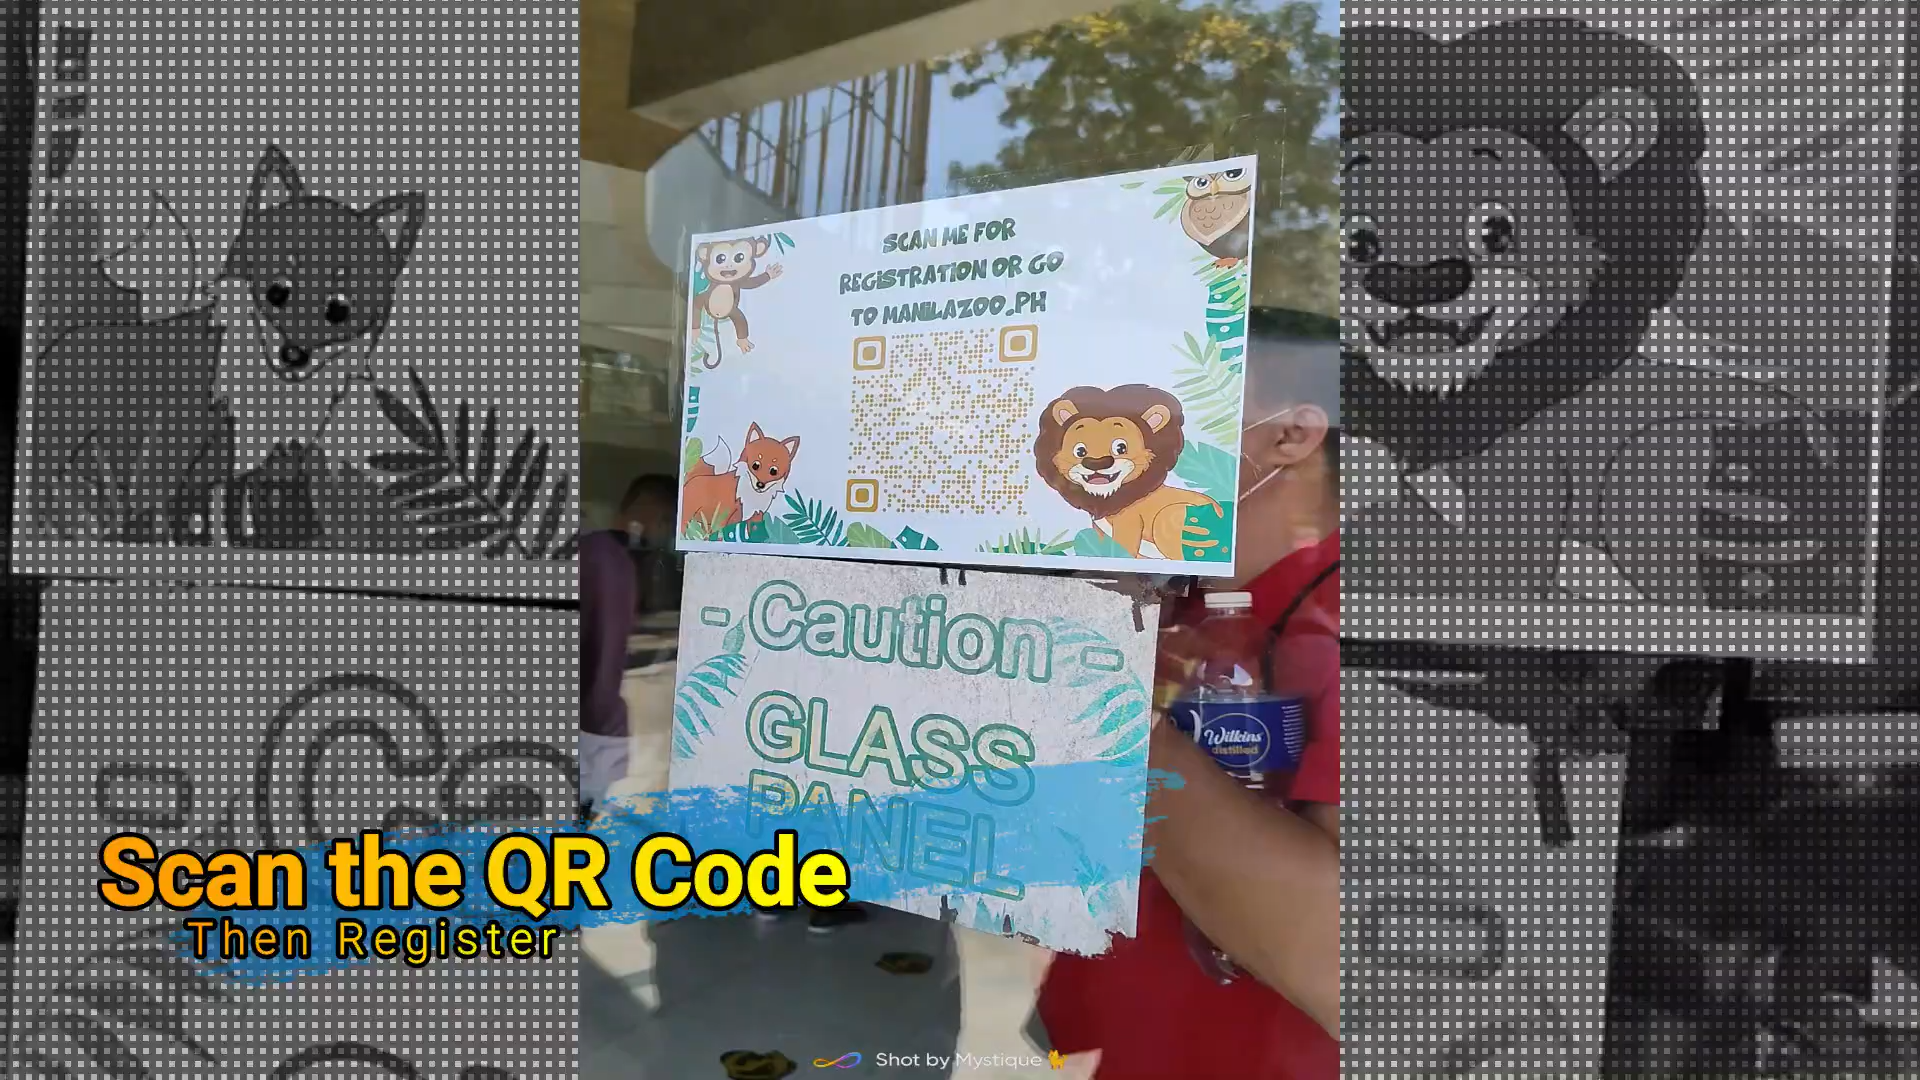 SCAN ME FOR
REGISTRATION OR GO
TO MANILAZOO.PH
- Caution -
GLASS
PANEL
Wilkins
distilled
Scan the QR Code
Then Register
Shot by Mystique